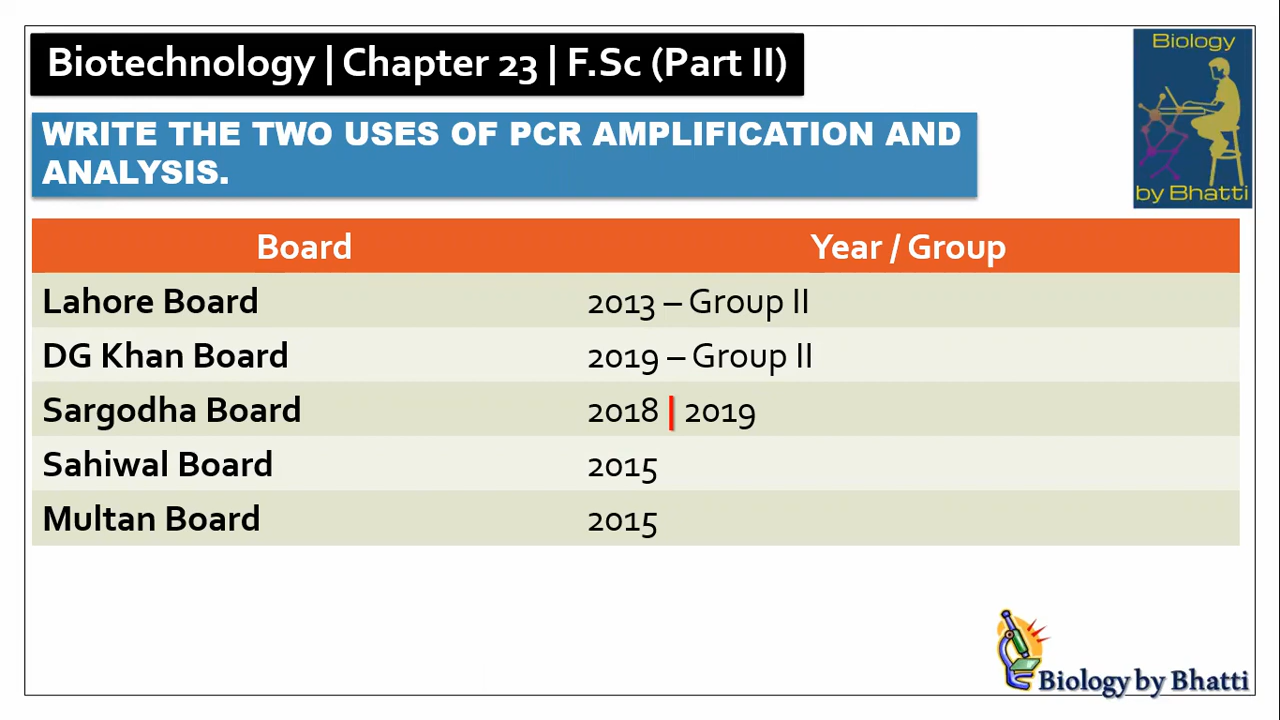 Biotechnology | Chapter 23 | F.Sc (Part II)
Biology
by Bhatti
WRITE THE TWO USES OF PCR AMPLIFICATION AND
ANALYSIS.
Board Year / Group
Lahore Board 2013 – Group II
DG Khan Board 2019 – Group II
Sargodha Board 2018 | 2019
Sahiwal Board 2015
Multan Board 2015
Biology by Bhatti